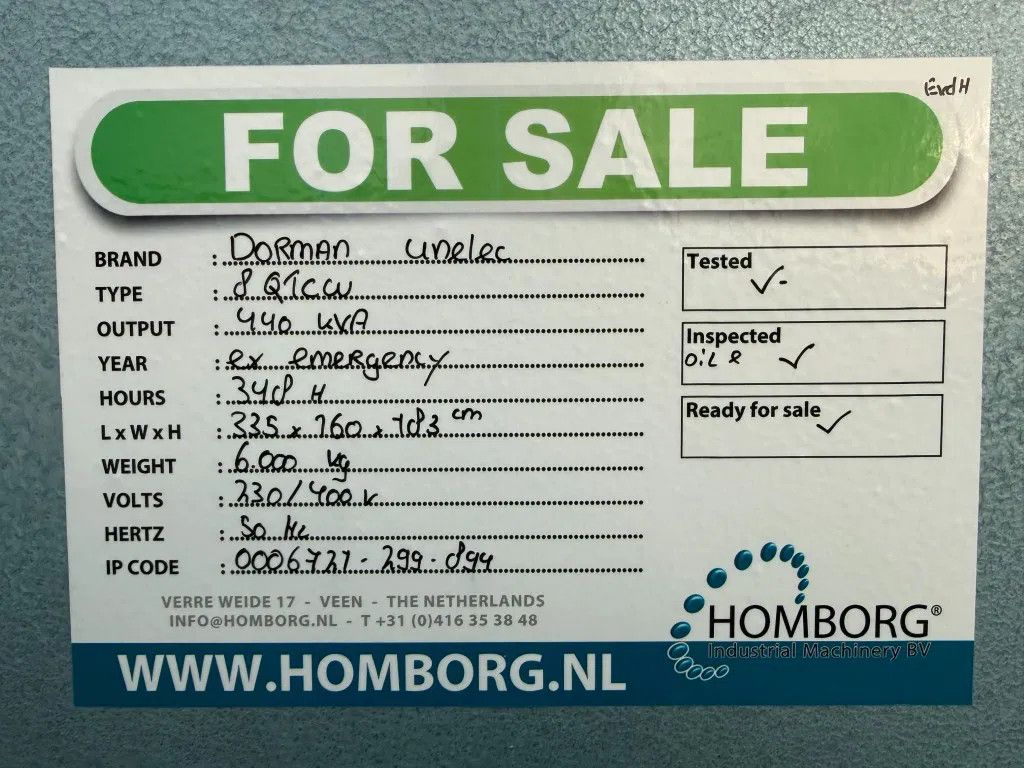 EvdH
FOR SALE
BRAND : DORMAN unelec
TYPE : 8 QTCW
OUTPUT : 440 KVA
YEAR : ex emergency
HOURS : 348 H
L x W x H : 335 x 160 x 183 cm
WEIGHT : 6.000 kg
VOLTS : 230/400 v
HERTZ : 50 Hz
IP CODE : 0006721-299-894
Tested ✓-
Inspected
OiL & ✓
Ready for sale ✓
VERRE WEIDE 17 - VEEN - THE NETHERLANDS
INFO@HOMBORG.NL - T +31 (0)416 35 38 48
HOMBORG®
Industrial Machinery BV
WWW.HOMBORG.NL